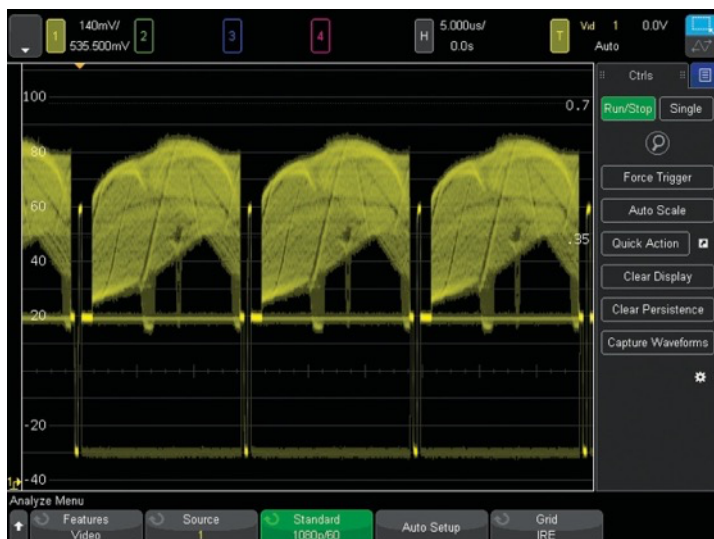 1
140mV/
535.500mV
2
3
4
H
5.000us/
0.0s
T
Vid 1 0.0V
Auto
Ctrls
Run/Stop Single
Force Trigger
Auto Scale
Quick Action
Clear Display
Clear Persistence
Capture Waveforms
100
0.7
80
60
.35
40
20
-20
-40
Analyze Menu
Features
Video
Source
1
Standard
1080p/60
Auto Setup
Grid
IRE